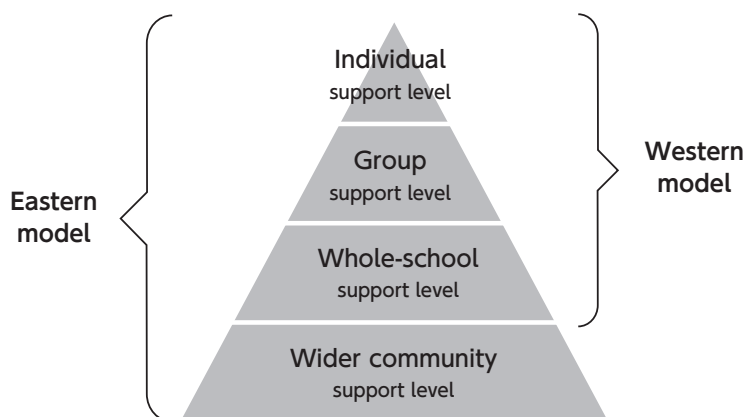 Individual
support level
Group
support level
Whole-school
support level
Wider community
support level
Eastern
model
Western
model